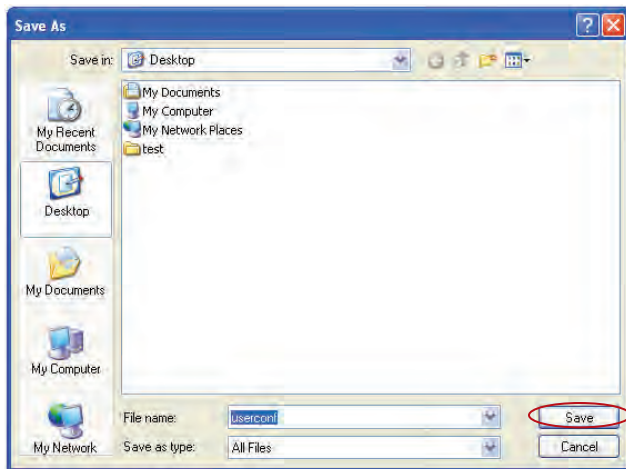 Save As
Save in: Desktop
My Documents
My Computer
My Network Places
test
My Recent
Documents
Desktop
My Documents
My Computer
My Network
File name: userconf
Save
Save as type: All Files
Cancel